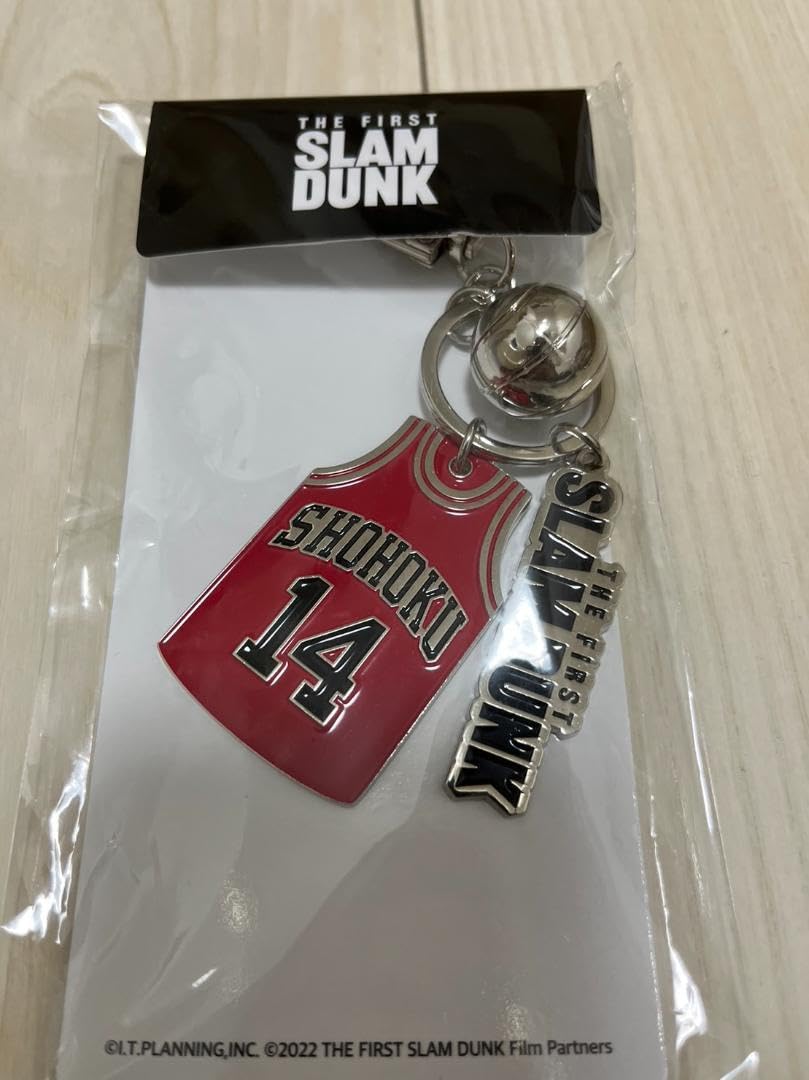 THE FIRST
SLAM
DUNK
SHOHOKU
14
THE FIRST
SLAM DUNK
©I.T.PLANNING,INC. ©2022 THE FIRST SLAM DUNK Film Partners